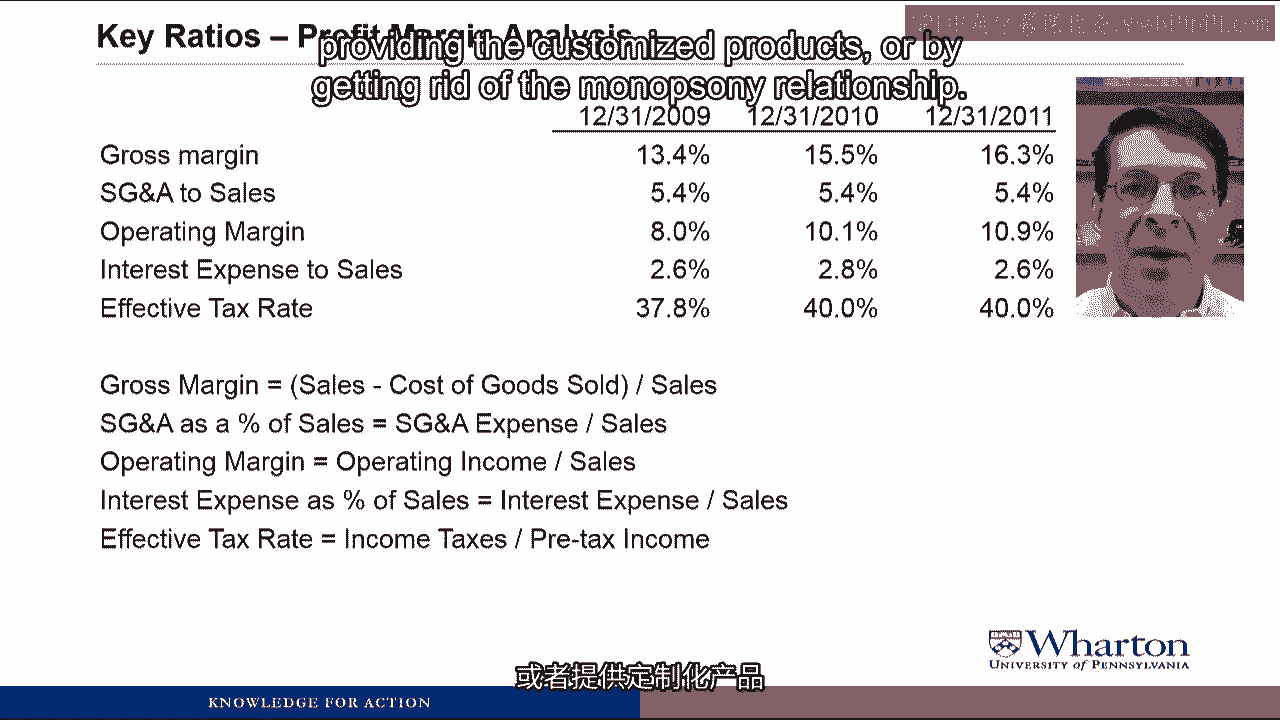 Key Ratios – Profit Margin Analysis
providing the customized products, or by
getting rid of the monopsony relationship.
12/31/2009 12/31/2010 12/31/2011
Gross margin 13.4% 15.5% 16.3%
SG&A to Sales 5.4% 5.4% 5.4%
Operating Margin 8.0% 10.1% 10.9%
Interest Expense to Sales 2.6% 2.8% 2.6%
Effective Tax Rate 37.8% 40.0% 40.0%
Gross Margin = (Sales - Cost of Goods Sold) / Sales
SG&A as a % of Sales = SG&A Expense / Sales
Operating Margin = Operating Income / Sales
Interest Expense as % of Sales = Interest Expense / Sales
Effective Tax Rate = Income Taxes / Pre-tax Income
Wharton
UNIVERSITY of PENNSYLVANIA
或者提供定制化产品
KNOWLEDGE FOR ACTION